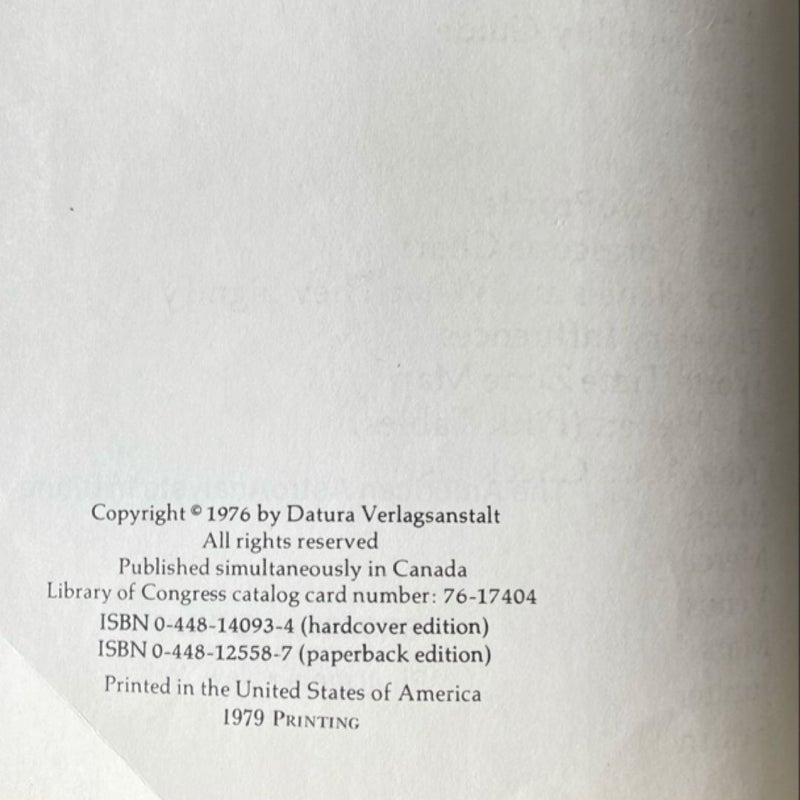 Copyright © 1976 by Datura Verlagsanstalt
All rights reserved
Published simultaneously in Canada
Library of Congress catalog card number: 76-17404
ISBN 0-448-14093-4 (hardcover edition)
ISBN 0-448-12558-7 (paperback edition)
Printed in the United States of America
1979 PRINTING